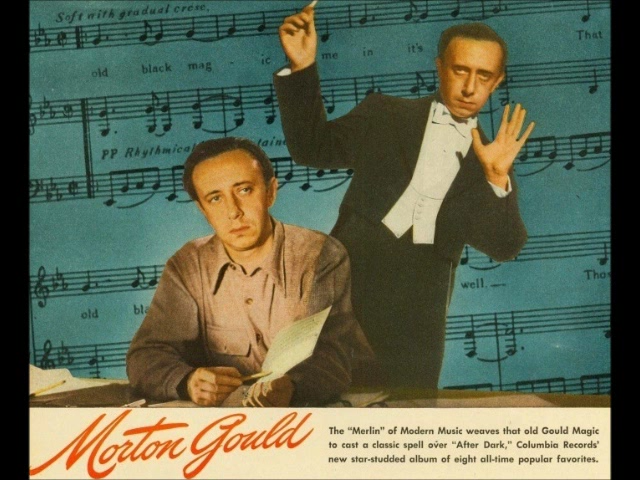 Soft with gradual cresc.
That
old black mag - ic me in it's
PP Rhythmical
well. —
Tho
old bla
Morton Gould
The "Merlin" of Modern Music weaves that old Gould Magic
to cast a classic spell over "After Dark," Columbia Records'
new star-studded album of eight all-time popular favorites.